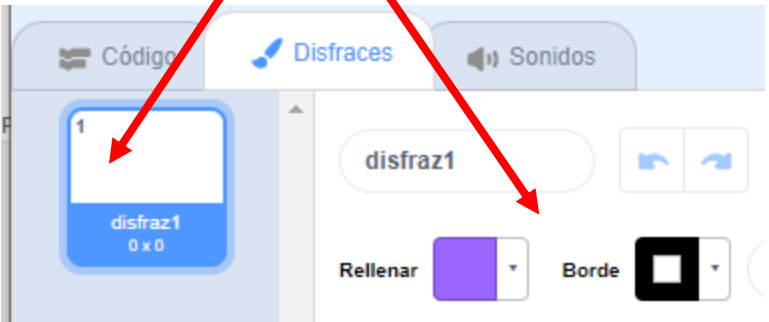 Código
Disfraces
Sonidos
1
disfraz1
0 x 0
disfraz1
Rellenar
Borde